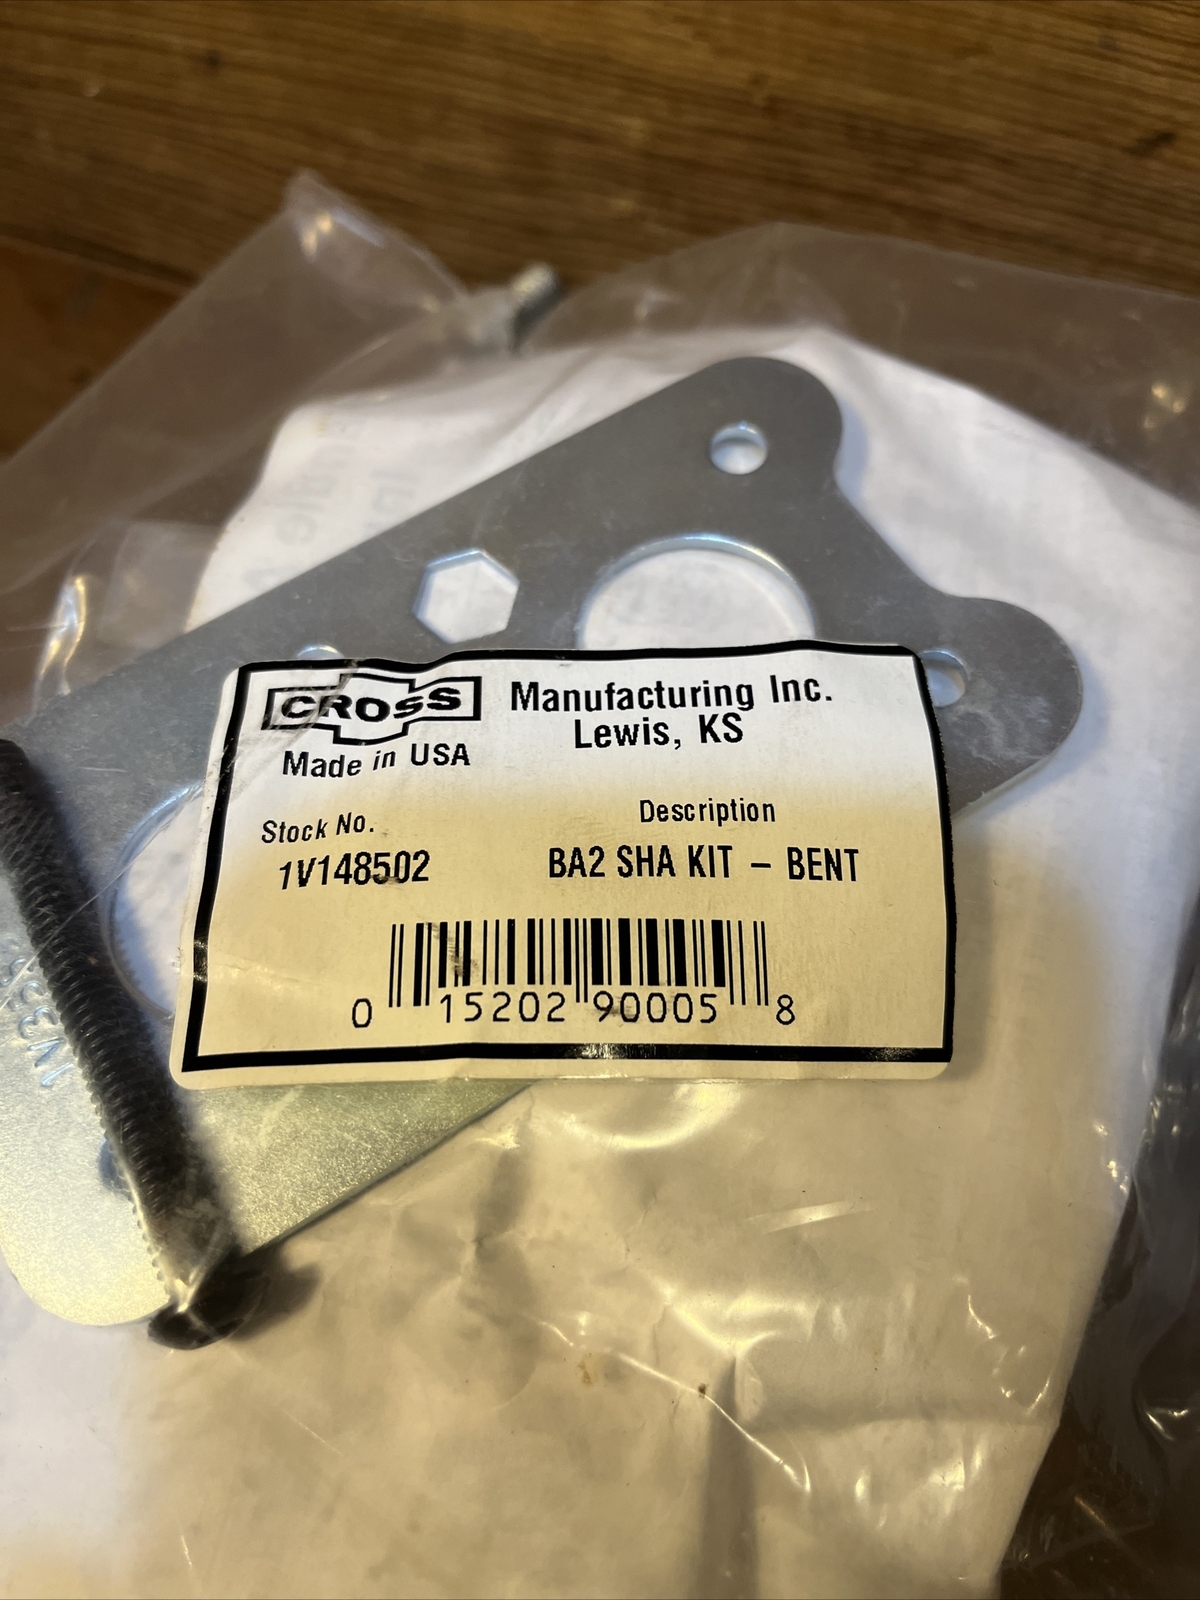 CROSS
Manufacturing Inc.
Lewis, KS
Made in USA
Stock No.
Description
1V148502
BA2 SHA KIT – BENT
0 15202 90005 8